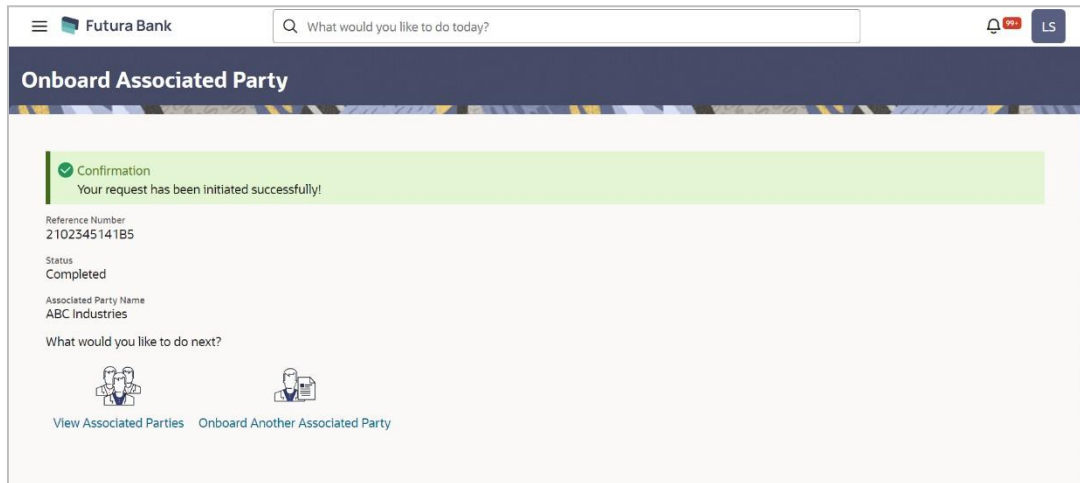 Futura Bank
What would you like to do today?
99+
LS
Onboard Associated Party
Confirmation
Your request has been initiated successfully!
Reference Number
2102345141B5
Status
Completed
Associated Party Name
ABC Industries
What would you like to do next?
View Associated Parties Onboard Another Associated Party